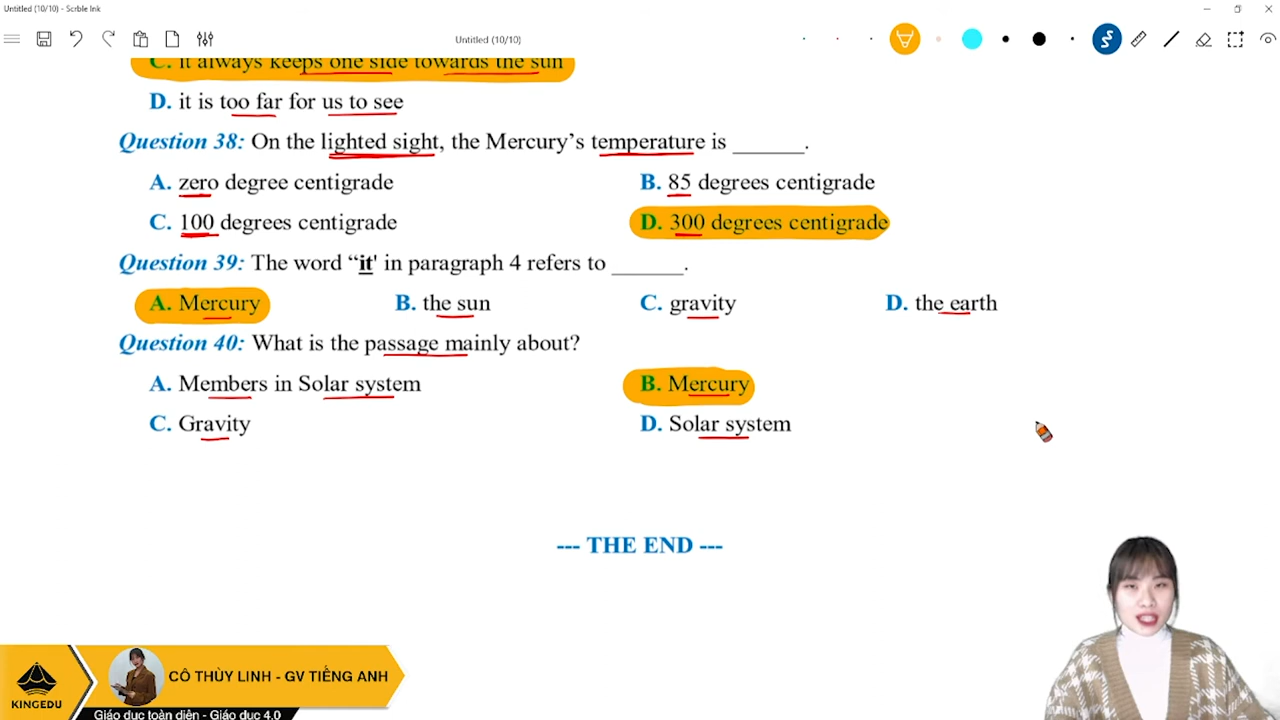 Untitled (10/10) - Scrble Ink
Untitled (10/10)
C. it always keeps one side towards the sun
D. it is too far for us to see
Question 38: On the lighted sight, the Mercury's temperature is ______.
A. zero degree centigrade
B. 85 degrees centigrade
C. 100 degrees centigrade
D. 300 degrees centigrade
Question 39: The word “it' in paragraph 4 refers to ______.
A. Mercury
B. the sun
C. gravity
D. the earth
Question 40: What is the passage mainly about?
A. Members in Solar system
B. Mercury
C. Gravity
D. Solar system
--- THE END ---
KINGEDU
CÔ THÙY LINH - GV TIẾNG ANH
Giáo dục toàn diện - Giáo dục 4.0